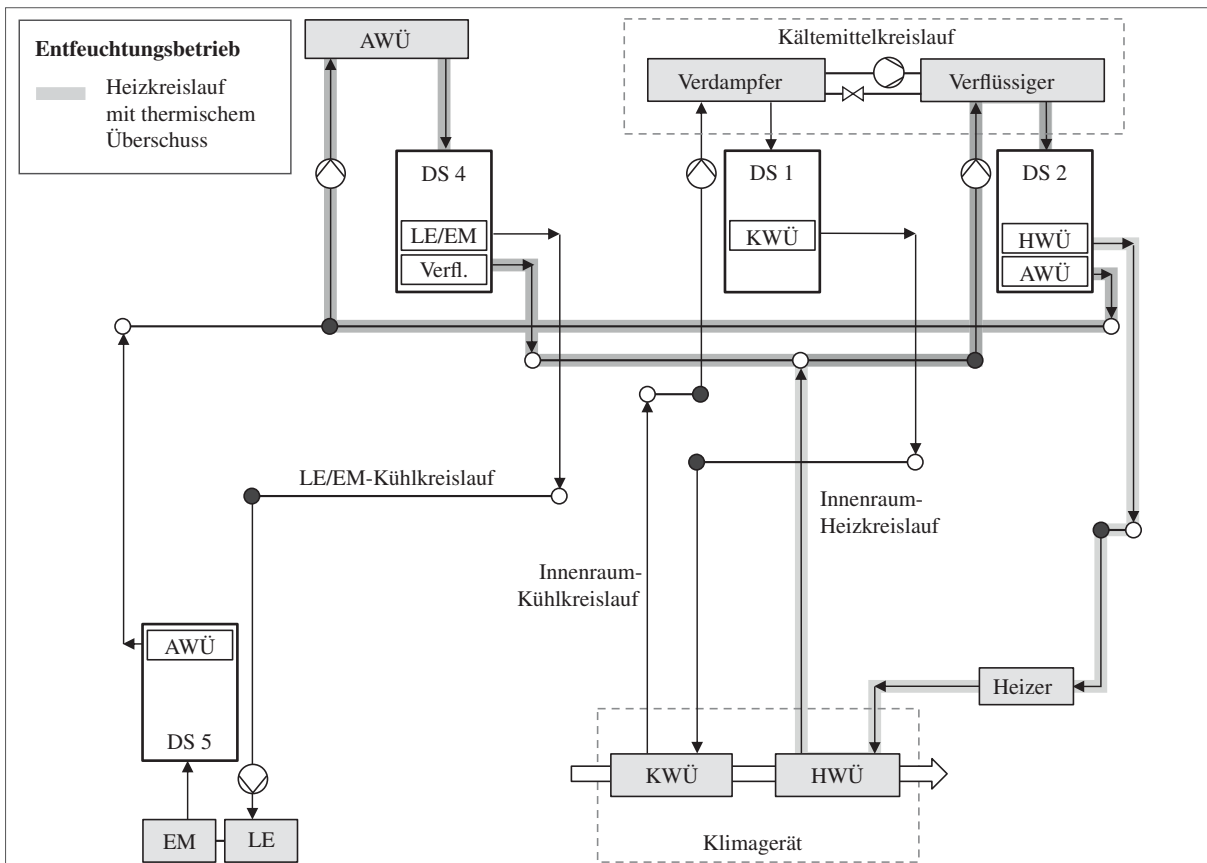 Entfeuchtungsbetrieb
Heizkreislauf
mit thermischem
Überschuss
AWÜ
Kältemittelkreislauf
Verdampfer
Verflüssiger
DS 4
LE/EM
Verfl.
DS 1
KWÜ
DS 2
HWÜ
AWÜ
LE/EM-Kühlkreislauf
Innenraum-
Heizkreislauf
Innenraum-
Kühlkreislauf
AWÜ
DS 5
EM
LE
Heizer
KWÜ
HWÜ
Klimagerät